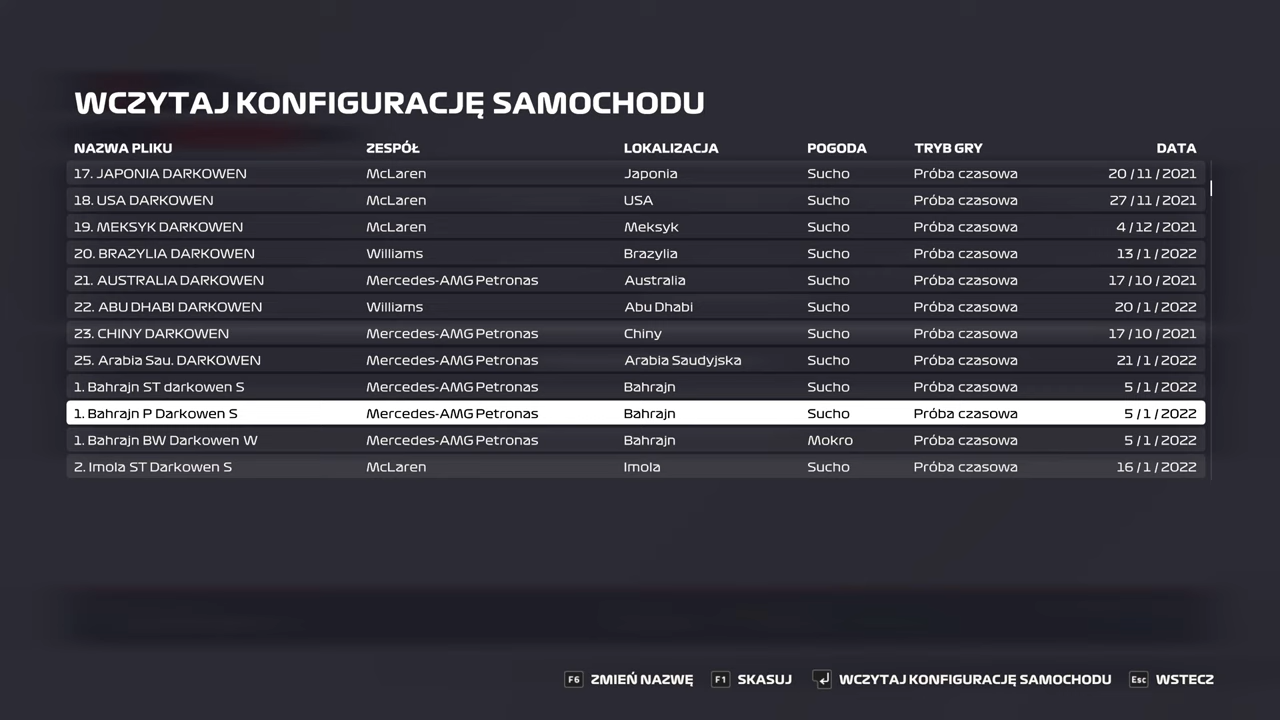 WCZYTAJ KONFIGURACJĘ SAMOCHODU
NAZWA PLIKU ZESPÓŁ LOKALIZACJA POGODA TRYB GRY DATA
17. JAPONIA DARKOWEN McLaren Japonia Sucho Próba czasowa 20 / 11 / 2021
18. USA DARKOWEN McLaren USA Sucho Próba czasowa 27 / 11 / 2021
19. MEKSYK DARKOWEN McLaren Meksyk Sucho Próba czasowa 4 / 12 / 2021
20. BRAZYLIA DARKOWEN Williams Brazylia Sucho Próba czasowa 13 / 1 / 2022
21. AUSTRALIA DARKOWEN Mercedes-AMG Petronas Australia Sucho Próba czasowa 17 / 10 / 2021
22. ABU DHABI DARKOWEN Williams Abu Dhabi Sucho Próba czasowa 20 / 1 / 2022
23. CHINY DARKOWEN Mercedes-AMG Petronas Chiny Sucho Próba czasowa 17 / 10 / 2021
25. Arabia Sau. DARKOWEN Mercedes-AMG Petronas Arabia Saudyjska Sucho Próba czasowa 21 / 1 / 2022
1. Bahrajn ST darkowen S Mercedes-AMG Petronas Bahrajn Sucho Próba czasowa 5 / 1 / 2022
1. Bahrajn P Darkowen S Mercedes-AMG Petronas Bahrajn Sucho Próba czasowa 5 / 1 / 2022
1. Bahrajn BW Darkowen W Mercedes-AMG Petronas Bahrajn Mokro Próba czasowa 5 / 1 / 2022
2. Imola ST Darkowen S McLaren Imola Sucho Próba czasowa 16 / 1 / 2022
F6 ZMIEŃ NAZWĘ F1 SKASUJ WCZYTAJ KONFIGURACJĘ SAMOCHODU Esc WSTECZ